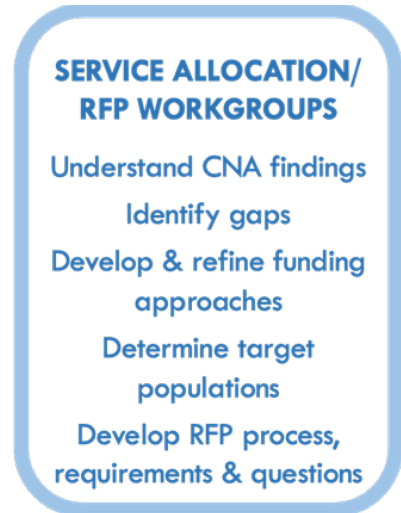 SERVICE ALLOCATION/
RFP WORKGROUPS
Understand CNA findings
Identify gaps
Develop & refine funding
approaches
Determine target
populations
Develop RFP process,
requirements & questions